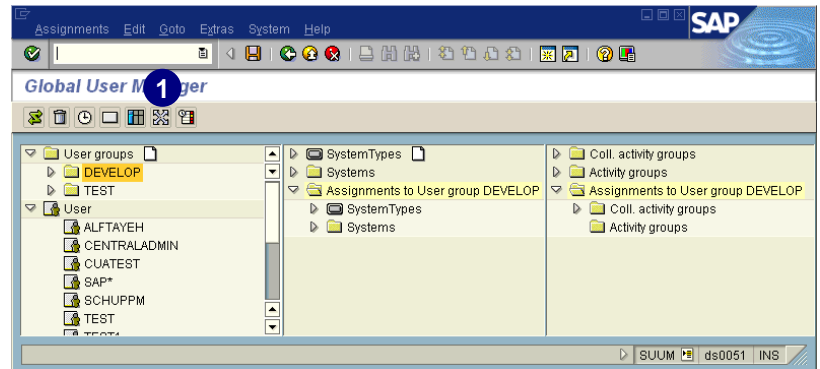 Assignments Edit Goto Extras System Help
SAP
Global User M ger
1
User groups
DEVELOP
TEST
User
ALFTAYEH
CENTRALADMIN
CUATEST
SAP*
SCHUPPM
TEST
TEST1
SystemTypes
Systems
Assignments to User group DEVELOP
SystemTypes
Systems
Coll. activity groups
Activity groups
Assignments to User group DEVELOP
Coll. activity groups
Activity groups
SUUM ds0051 INS